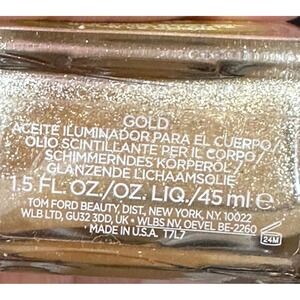 GOLD
ACEITE ILUMINADOR PARA EL CUERPO/
OLIO SCINTILLANTE PER IL CORPO/
SCHIMMERNDES KÖRPERÖL/
GLANZENDE LICHAAMSOLIE
1.5 FL.OZ./OZ. LIQ./45 ml e
TOM FORD BEAUTY, DIST., NEW YORK, N.Y. 10022
WLB LTD, GU32 3DD, UK • WLBS NV, OEVEL BE-2260
• MADE IN U.S.A. T7L7
24M